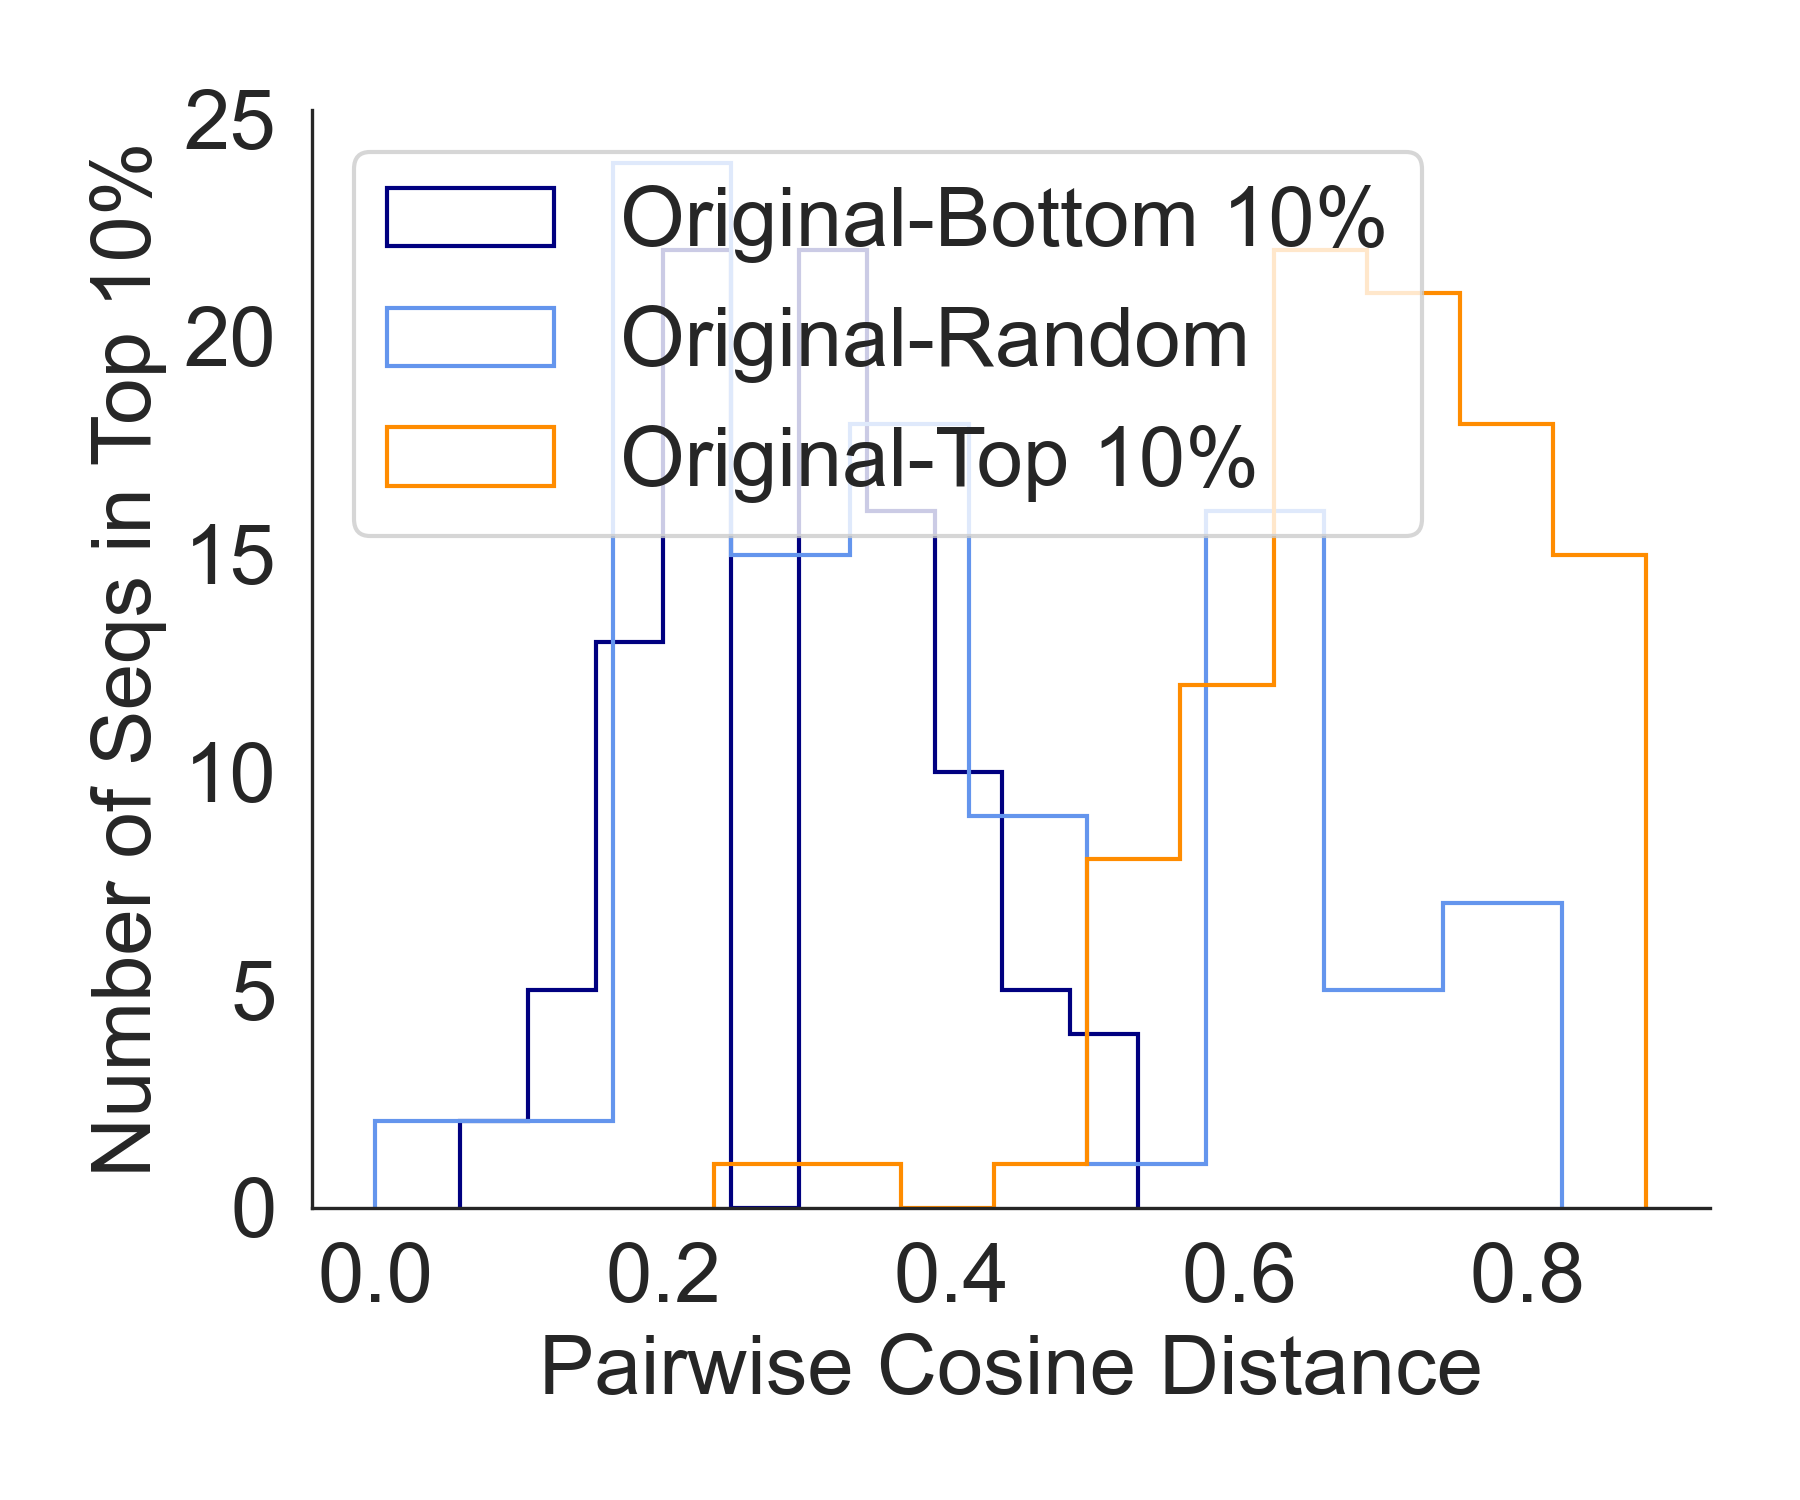 Number of Seqs in Top 10%
25
20
15
10
5
0
Original-Bottom 10%
Original-Random
Original-Top 10%
0.0 0.2 0.4 0.6 0.8
Pairwise Cosine Distance